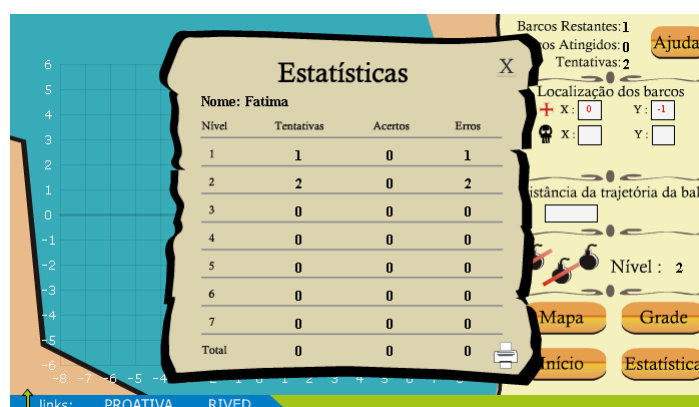 Barcos Restantes:1
os Atingidos:0
Tentativas:2
Ajuda
Estatísticas
X
Nome: Fatima
Nível Tentativas Acertos Erros
1 1 0 1
2 2 0 2
3 0 0 0
4 0 0 0
5 0 0 0
6 0 0 0
7 0 0 0
Total 0 0 0
Localização dos barcos
X: 0 Y: -1
X: Y:
istância da trajetória da bal
Nível : 2
Mapa Grade
Início Estatística
6
5
4
3
2
1
0
-1
-2
-3
-4
-5
-6
-8 -7 -6 -5 -4
links: PROATIVA RIVED